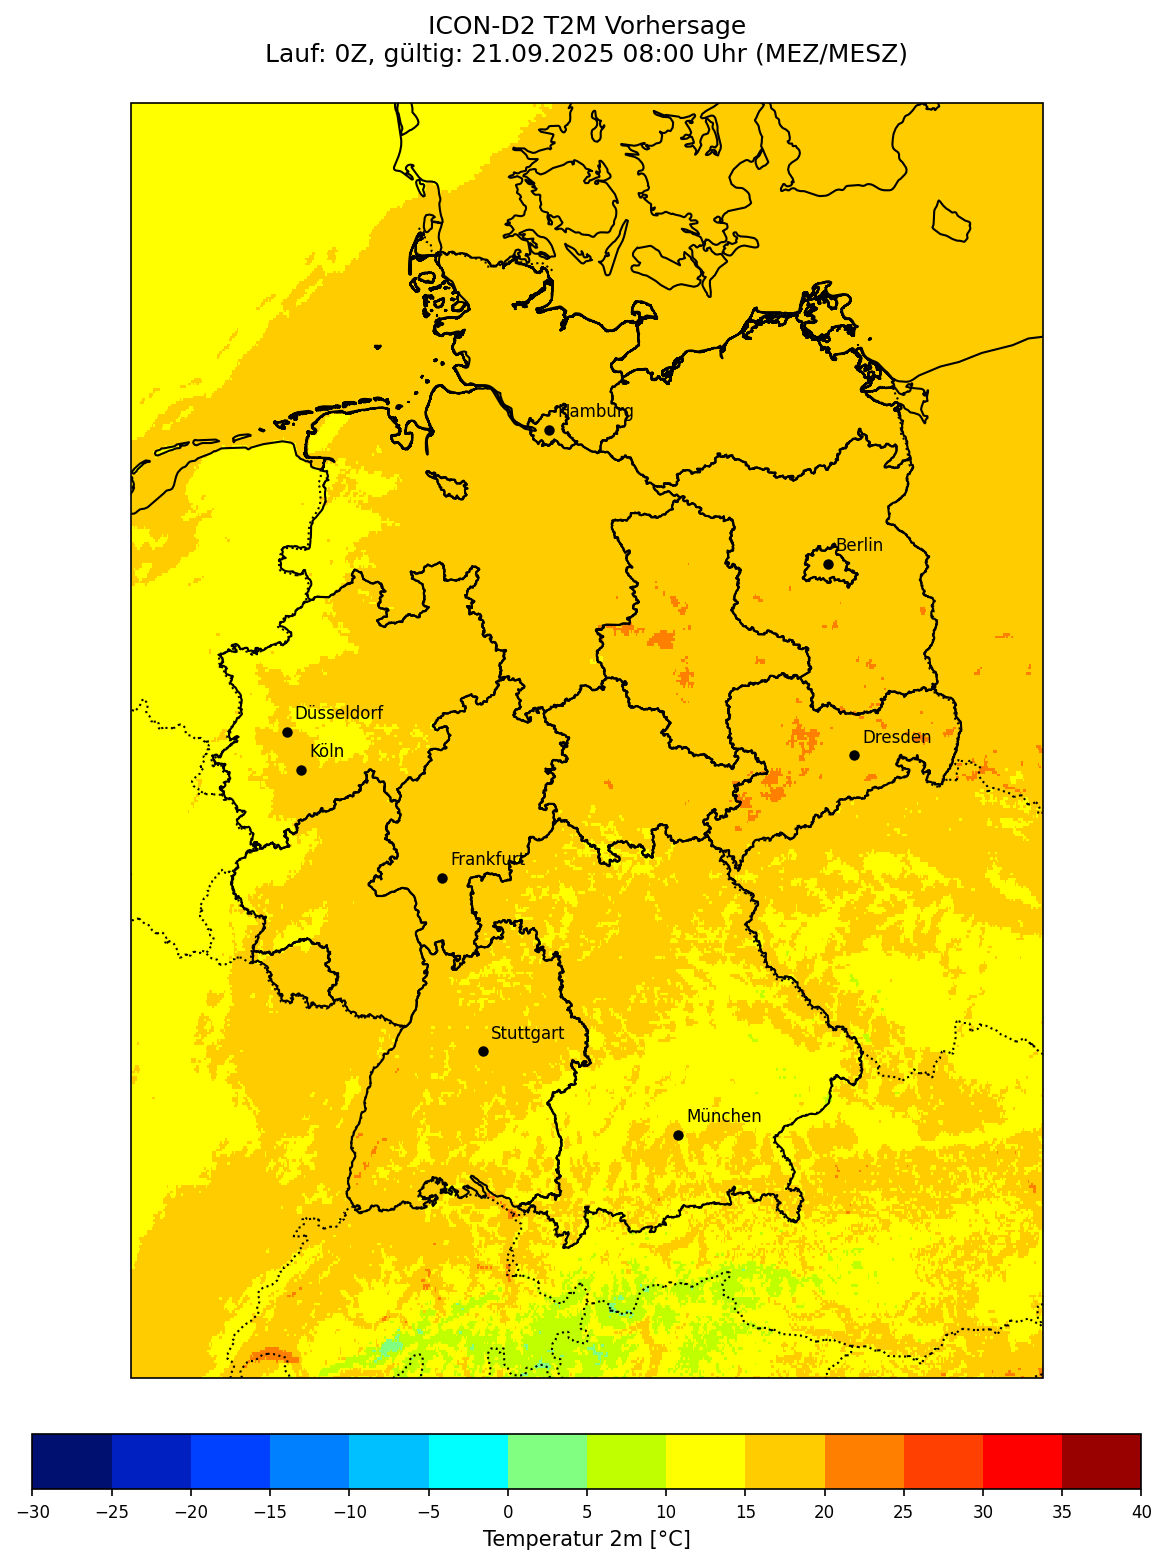 ICON-D2 T2M Vorhersage
Lauf: 0Z, gültig: 21.09.2025 08:00 Uhr (MEZ/MESZ)
Hamburg
Berlin
Düsseldorf
Köln
Dresden
Frankfurt
Stuttgart
München
−30 −25 −20 −15 −10 −5 0 5 10 15 20 25 30 35 40
Temperatur 2m [°C]